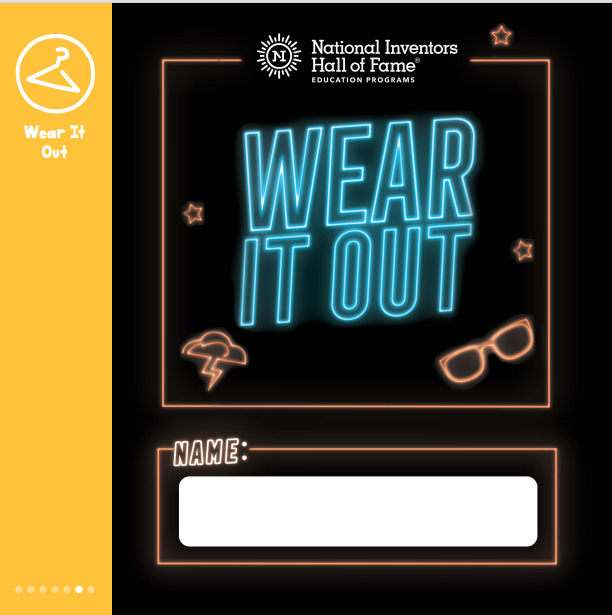 Wear It
Out
N
National Inventors
Hall of Fame®
EDUCATION PROGRAMS
WEAR
IT OUT
NAME: